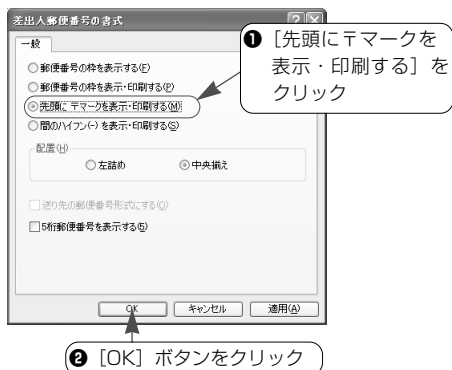 差出人郵便番号の書式
一般
郵便番号の枠を表示する(F)
郵便番号の枠を表示・印刷する(P)
先頭に 〒マークを表示・印刷する(M)
間のハイフン(-) を表示・印刷する(S)
配置(H)
左詰め 中央揃え
送り先の郵便番号形式にする(O)
5桁郵便番号を表示する(5)
OK キャンセル 適用(A)
❶ [先頭に〒マークを
表示・印刷する] を
クリック
❷ [OK] ボタンをクリック